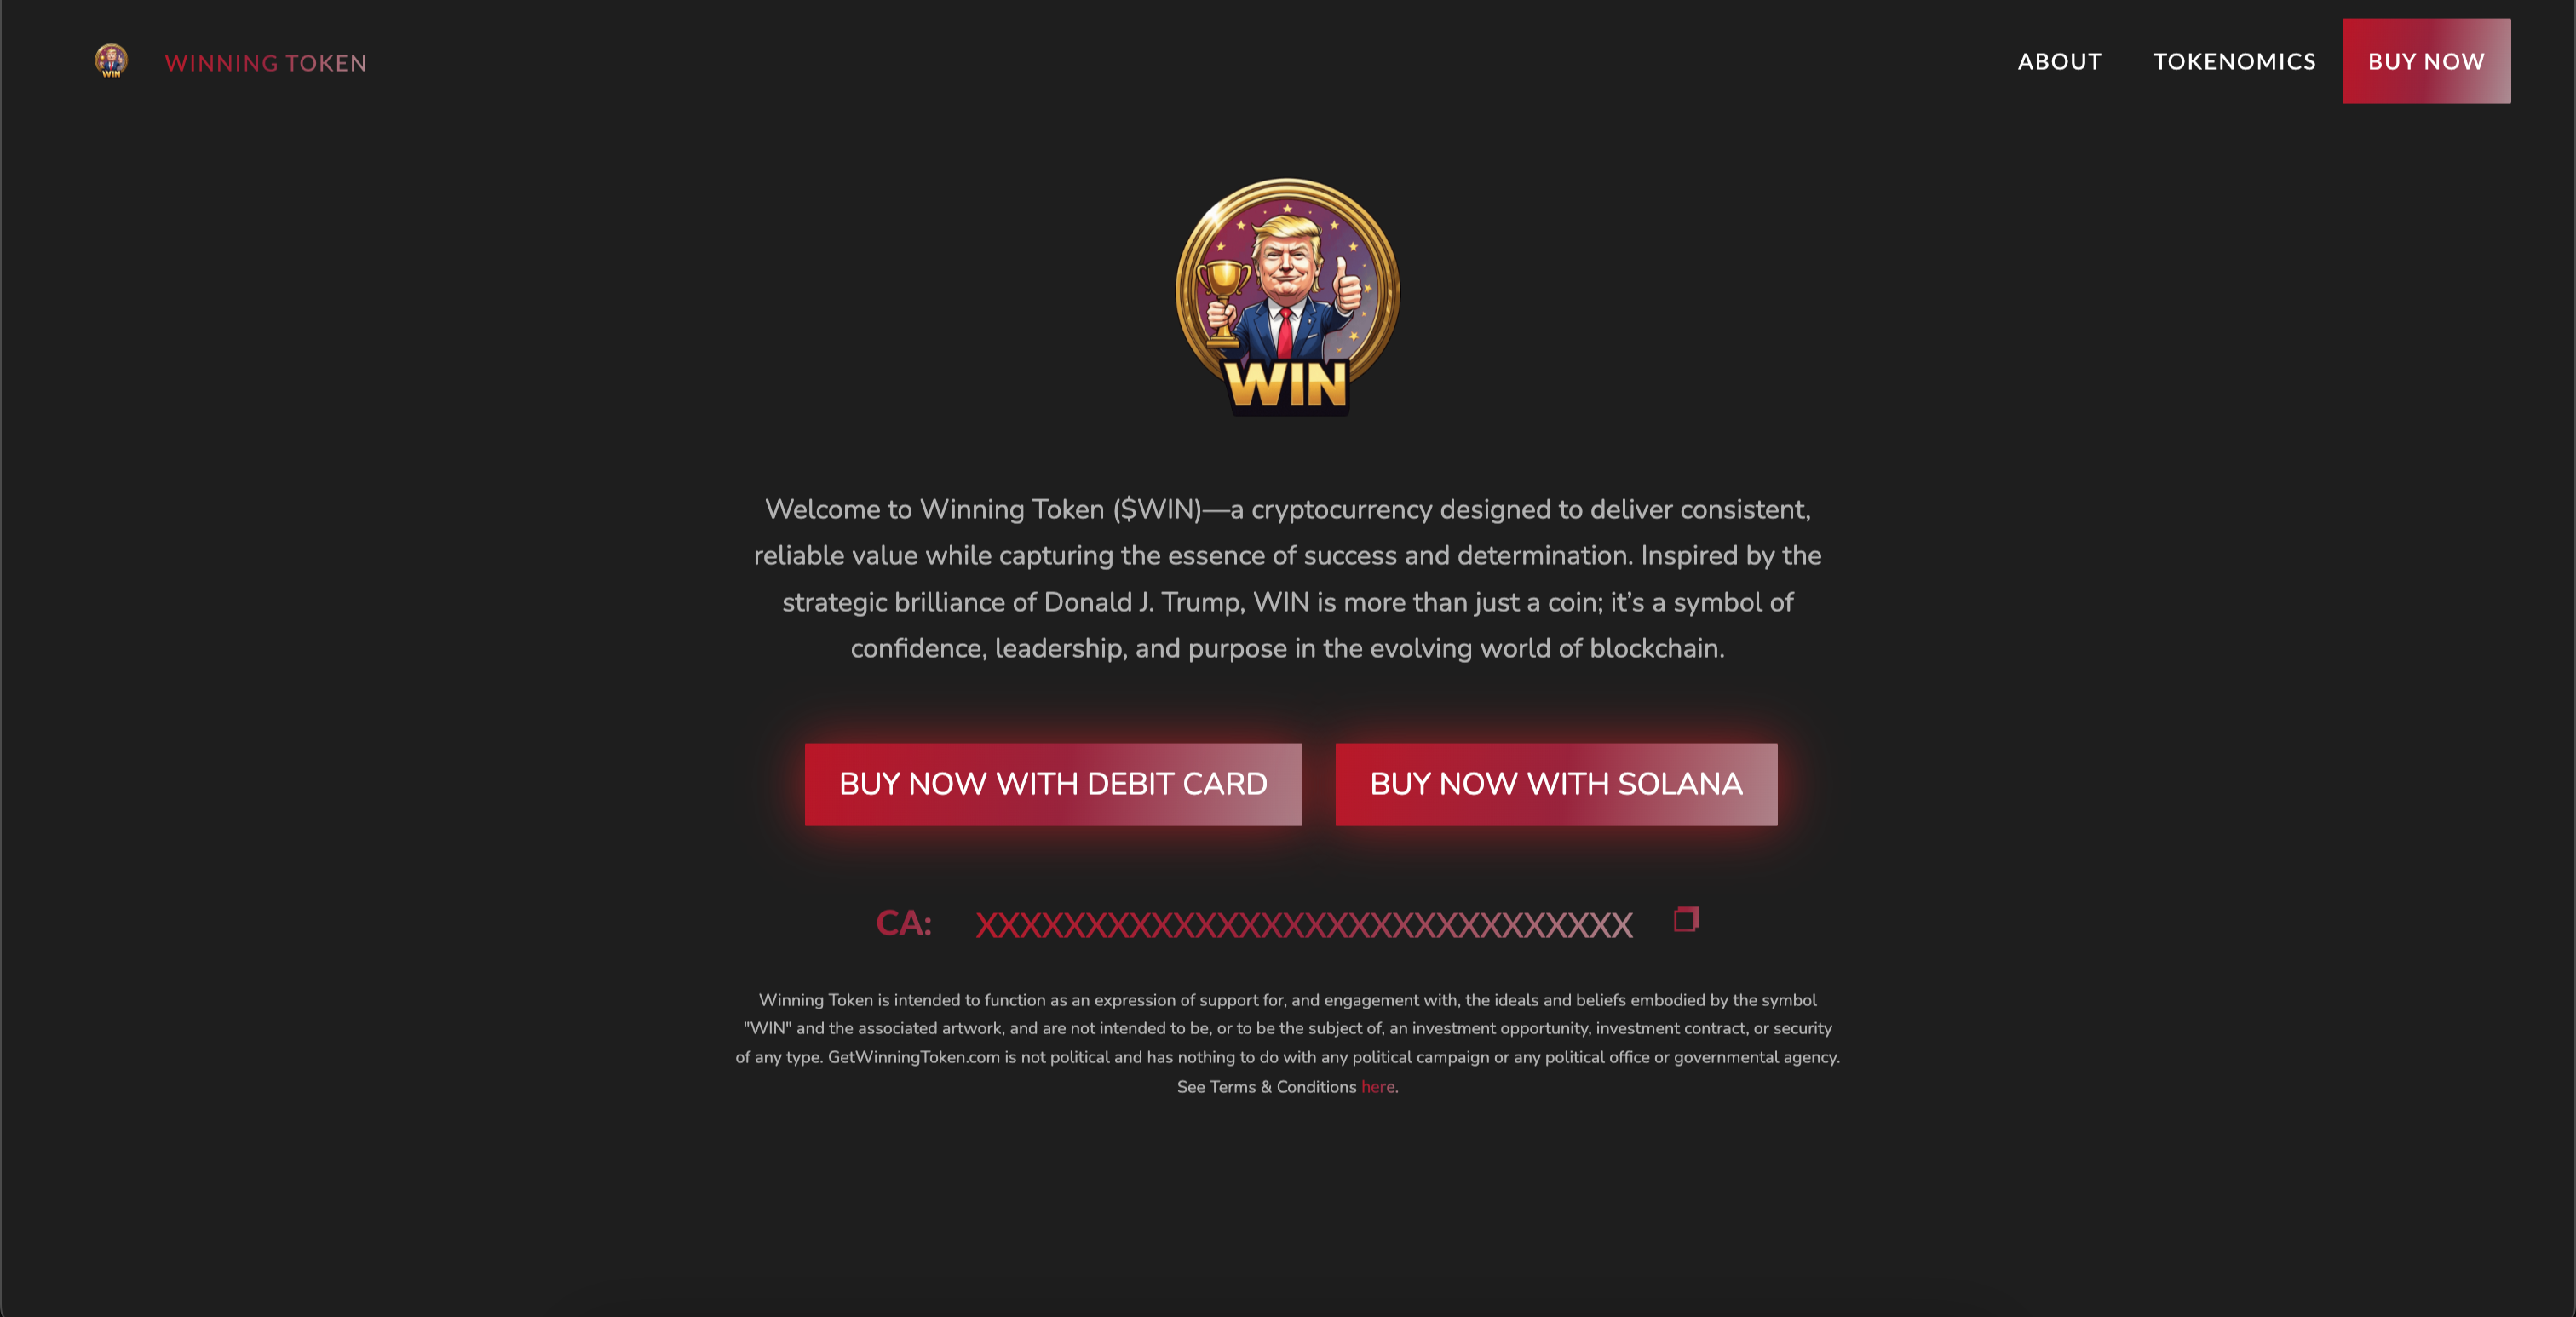 WIN
WINNING TOKEN
ABOUT
TOKENOMICS
BUY NOW
WIN
Welcome to Winning Token ($WIN)—a cryptocurrency designed to deliver consistent,
reliable value while capturing the essence of success and determination. Inspired by the
strategic brilliance of Donald J. Trump, WIN is more than just a coin; it’s a symbol of
confidence, leadership, and purpose in the evolving world of blockchain.
BUY NOW WITH DEBIT CARD
BUY NOW WITH SOLANA
CA: XXXXXXXXXXXXXXXXXXXXXXXXXXXXXX
Winning Token is intended to function as an expression of support for, and engagement with, the ideals and beliefs embodied by the symbol
"WIN" and the associated artwork, and are not intended to be, or to be the subject of, an investment opportunity, investment contract, or security
of any type. GetWinningToken.com is not political and has nothing to do with any political campaign or any political office or governmental agency.
See Terms & Conditions here.